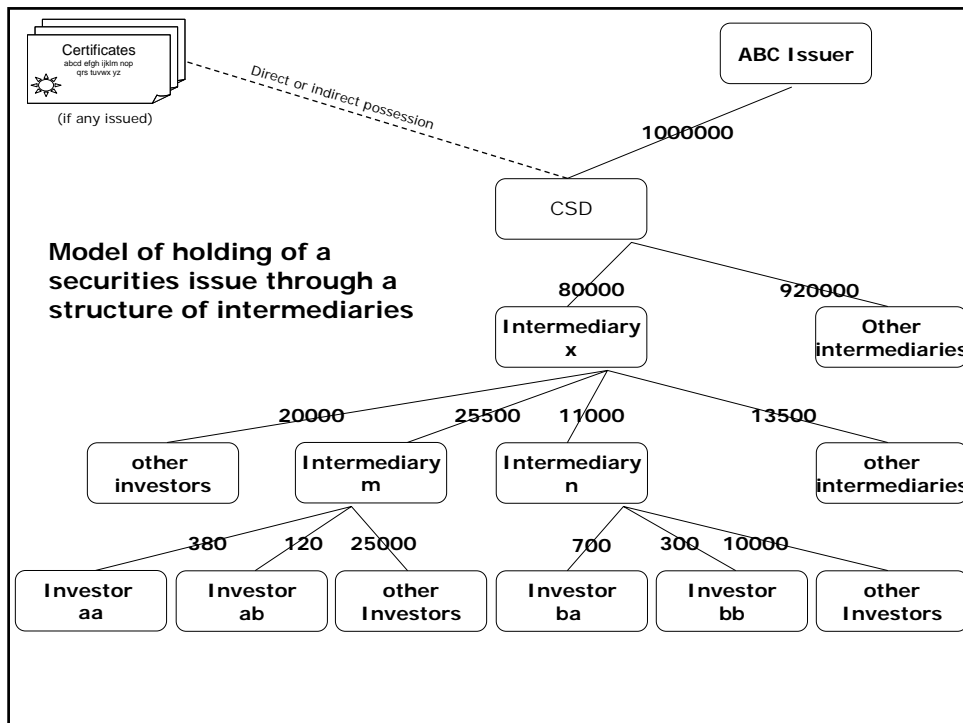 Certificates
abcd efgh ijklm nop
qrs tuvwx yz
(if any issued)
Direct or indirect possession
ABC Issuer
1000000
CSD
Model of holding of a
securities issue through a
structure of intermediaries
80000
920000
Intermediary
x
Other
intermediaries
20000
25500
11000
13500
other
investors
Intermediary
m
Intermediary
n
other
intermediaries
380
120
25000
700
300
10000
Investor
aa
Investor
ab
other
Investors
Investor
ba
Investor
bb
other
Investors